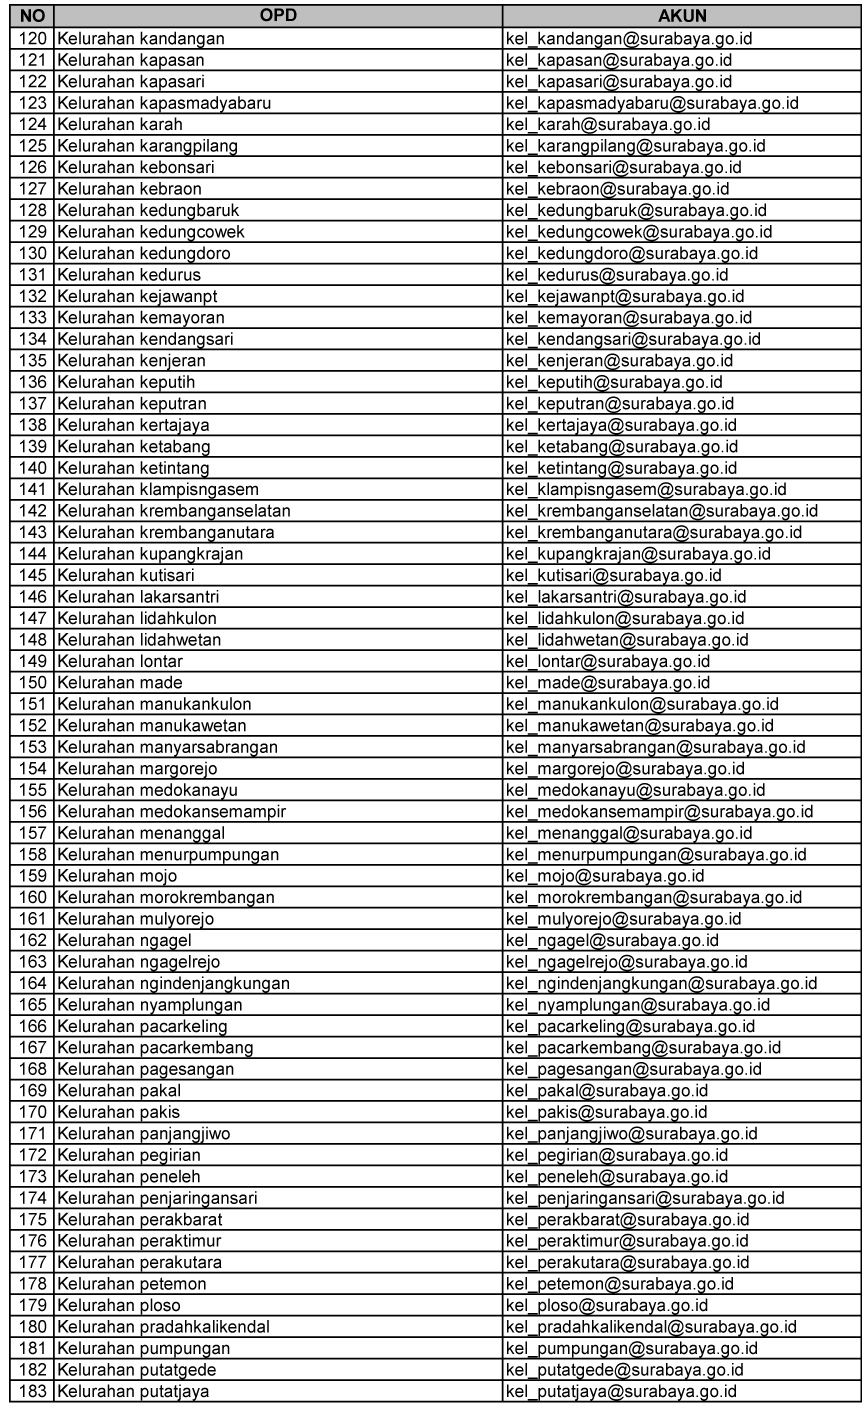 NO OPD AKUN
120 Kelurahan kandangan kel_kandangan@surabaya.go.id
121 Kelurahan kapasan kel_kapasan@surabaya.go.id
122 Kelurahan kapasari kel_kapasari@surabaya.go.id
123 Kelurahan kapasmadyabaru kel_kapasmadyabaru@surabaya.go.id
124 Kelurahan karah kel_karah@surabaya.go.id
125 Kelurahan karangpilang kel_karangpilang@surabaya.go.id
126 Kelurahan kebonsari kel_kebonsari@surabaya.go.id
127 Kelurahan kebraon kel_kebraon@surabaya.go.id
128 Kelurahan kedungbaruk kel_kedungbaruk@surabaya.go.id
129 Kelurahan kedungcowek kel_kedungcowek@surabaya.go.id
130 Kelurahan kedungdoro kel_kedungdoro@surabaya.go.id
131 Kelurahan kedurus kel_kedurus@surabaya.go.id
132 Kelurahan kejawanpt kel_kejawanpt@surabaya.go.id
133 Kelurahan kemayoran kel_kemayoran@surabaya.go.id
134 Kelurahan kendangsari kel_kendangsari@surabaya.go.id
135 Kelurahan kenjeran kel_kenjeran@surabaya.go.id
136 Kelurahan keputih kel_keputih@surabaya.go.id
137 Kelurahan keputran kel_keputran@surabaya.go.id
138 Kelurahan kertajaya kel_kertajaya@surabaya.go.id
139 Kelurahan ketabang kel_ketabang@surabaya.go.id
140 Kelurahan ketintang kel_ketintang@surabaya.go.id
141 Kelurahan klampisngasem kel_klampisngasem@surabaya.go.id
142 Kelurahan krembanganselatan kel_krembanganselatan@surabaya.go.id
143 Kelurahan krembanganutara kel_krembanganutara@surabaya.go.id
144 Kelurahan kupangkrajan kel_kupangkrajan@surabaya.go.id
145 Kelurahan kutisari kel_kutisari@surabaya.go.id
146 Kelurahan lakarsantri kel_lakarsantri@surabaya.go.id
147 Kelurahan lidahkulon kel_lidahkulon@surabaya.go.id
148 Kelurahan lidahwetan kel_lidahwetan@surabaya.go.id
149 Kelurahan lontar kel_lontar@surabaya.go.id
150 Kelurahan made kel_made@surabaya.go.id
151 Kelurahan manukankulon kel_manukankulon@surabaya.go.id
152 Kelurahan manukawetan kel_manukawetan@surabaya.go.id
153 Kelurahan manyarsabrangan kel_manyarsabrangan@surabaya.go.id
154 Kelurahan margorejo kel_margorejo@surabaya.go.id
155 Kelurahan medokanayu kel_medokanayu@surabaya.go.id
156 Kelurahan medokansemampir kel_medokansemampir@surabaya.go.id
157 Kelurahan menanggal kel_menanggal@surabaya.go.id
158 Kelurahan menurpumpungan kel_menurpumpungan@surabaya.go.id
159 Kelurahan mojo kel_mojo@surabaya.go.id
160 Kelurahan morokrembangan kel_morokrembangan@surabaya.go.id
161 Kelurahan mulyorejo kel_mulyorejo@surabaya.go.id
162 Kelurahan ngagel kel_ngagel@surabaya.go.id
163 Kelurahan ngagelrejo kel_ngagelrejo@surabaya.go.id
164 Kelurahan ngindenjangkungan kel_ngindenjangkungan@surabaya.go.id
165 Kelurahan nyamplungan kel_nyamplungan@surabaya.go.id
166 Kelurahan pacarkeling kel_pacarkeling@surabaya.go.id
167 Kelurahan pacarkembang kel_pacarkembang@surabaya.go.id
168 Kelurahan pagesangan kel_pagesangan@surabaya.go.id
169 Kelurahan pakal kel_pakal@surabaya.go.id
170 Kelurahan pakis kel_pakis@surabaya.go.id
171 Kelurahan panjangjiwo kel_panjangjiwo@surabaya.go.id
172 Kelurahan pegirian kel_pegirian@surabaya.go.id
173 Kelurahan peneleh kel_peneleh@surabaya.go.id
174 Kelurahan penjaringansari kel_penjaringansari@surabaya.go.id
175 Kelurahan perakbarat kel_perakbarat@surabaya.go.id
176 Kelurahan peraktimur kel_peraktimur@surabaya.go.id
177 Kelurahan perakutara kel_perakutara@surabaya.go.id
178 Kelurahan petemon kel_petemon@surabaya.go.id
179 Kelurahan ploso kel_ploso@surabaya.go.id
180 Kelurahan pradahkalikendal kel_pradahkalikendal@surabaya.go.id
181 Kelurahan pumpungan kel_pumpungan@surabaya.go.id
182 Kelurahan putatgede kel_putatgede@surabaya.go.id
183 Kelurahan putatjaya kel_putatjaya@surabaya.go.id